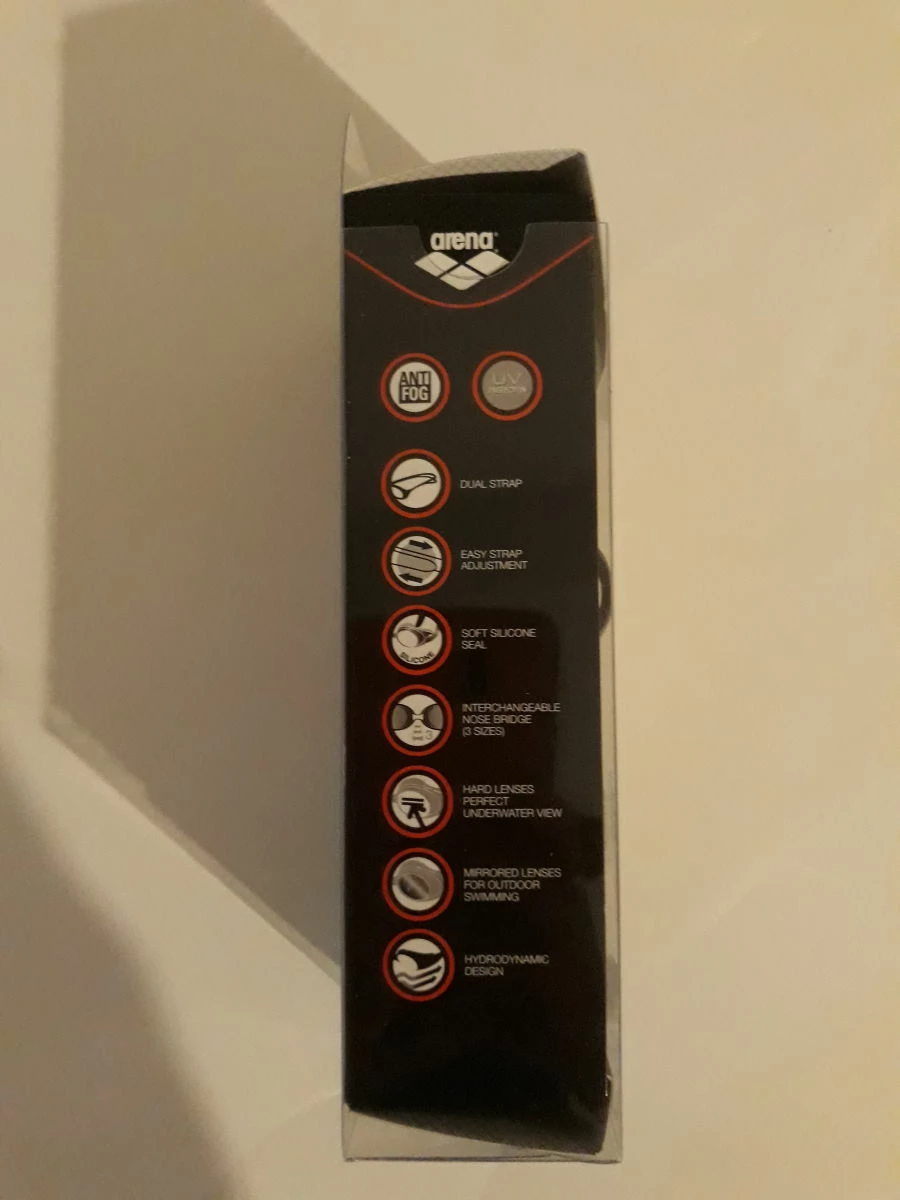 arena
ANTI
FOG
UV
DUAL STRAP
EASY STRAP
ADJUSTMENT
SOFT SILICONE
SEAL
SILICONE
INTERCHANGEABLE
NOSE BRIDGE
(3 SIZES)
3
HARD LENSES
PERFECT
UNDERWATER VIEW
MIRRORED LENSES
FOR OUTDOOR
SWIMMING
HYDRODYNAMIC
DESIGN